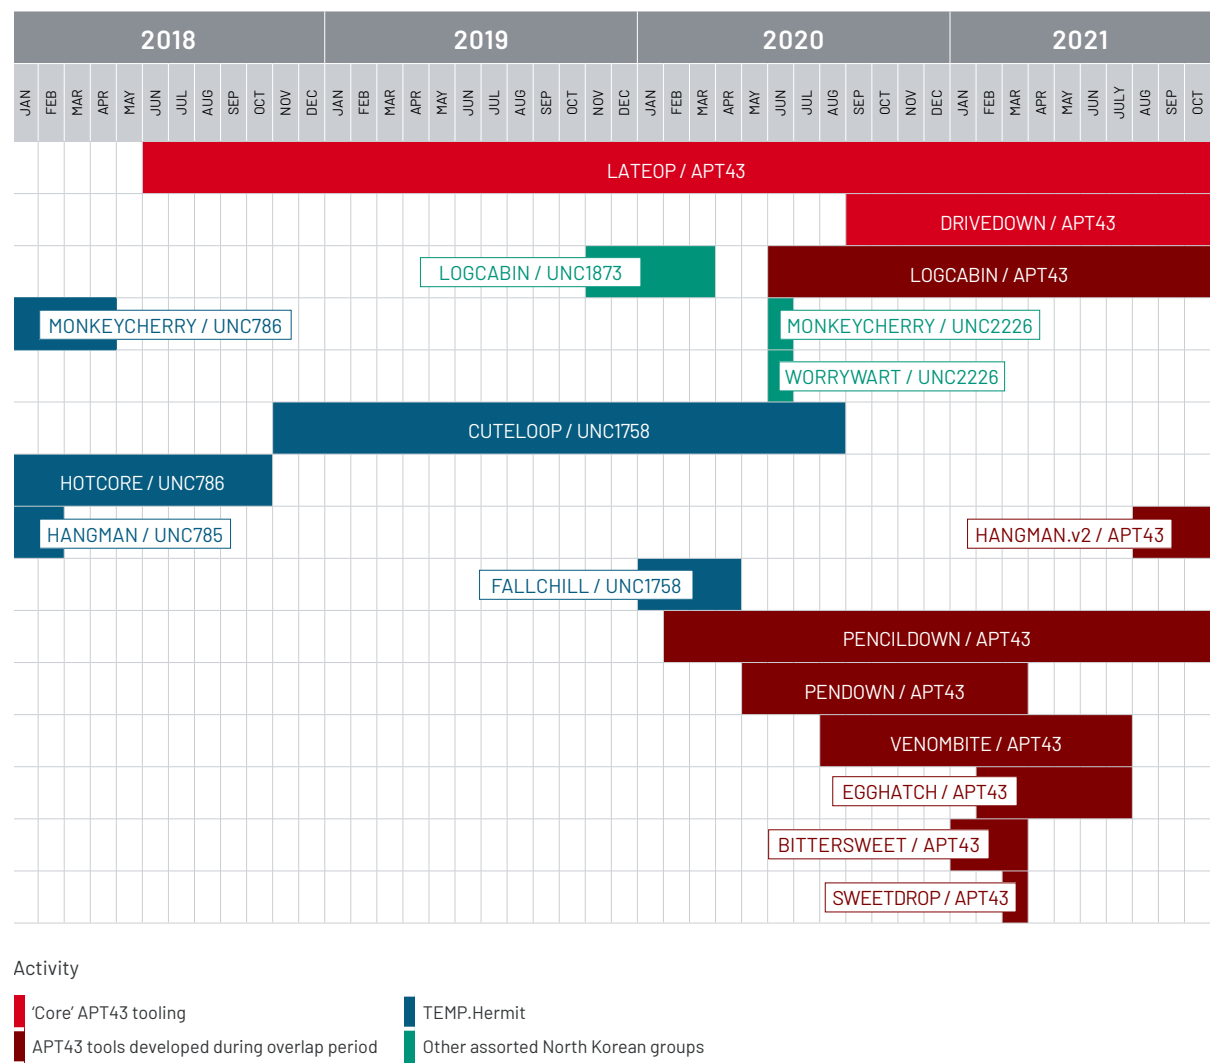 2018 2019 2020 2021
JAN FEB MAR APR MAY JUN JUL AUG SEP OCT NOV DEC JAN FEB MAR APR MAY JUN JUL AUG SEP OCT NOV DEC JAN FEB MAR APR MAY JUN JUL AUG SEP OCT NOV DEC JAN FEB MAR APR MAY JUN JULY AUG SEP OCT
LATEOP / APT43
DRIVEDOWN / APT43
LOGCABIN / UNC1873 LOGCABIN / APT43
MONKEYCHERRY / UNC786 MONKEYCHERRY / UNC2226
WORRYWART / UNC2226
CUTELOOP / UNC1758
HOTCORE / UNC786
HANGMAN / UNC785 HANGMAN.v2 / APT43
FALLCHILL / UNC1758
PENCILDOWN / APT43
PENDOWN / APT43
VENOMBITE / APT43
EGGHATCH / APT43
BITTERSWEET / APT43
SWEETDROP / APT43
Activity
‘Core’ APT43 tooling TEMP.Hermit
APT43 tools developed during overlap period Other assorted North Korean groups